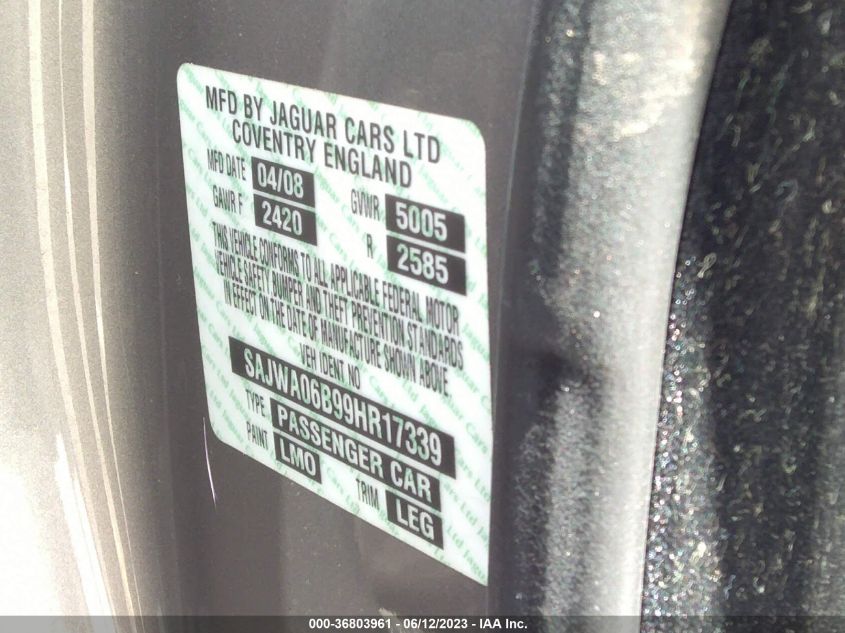 MFD BY JAGUAR CARS LTD
COVENTRY ENGLAND
MFD DATE 04/08 GVWR 5005
GAWR F 2420 R 2585
THIS VEHICLE CONFORMS TO ALL APPLICABLE FEDERAL MOTOR
VEHICLE SAFETY BUMPER AND THEFT PREVENTION STANDARDS
IN EFFECT ON THE DATE OF MANUFACTURE SHOWN ABOVE
VEH IDENT NO
SAJWA06B99HR17339
TYPE PASSENGER CAR
PAINT LMO TRIM LEG
000-36803961 - 06/12/2023 - IAA Inc.